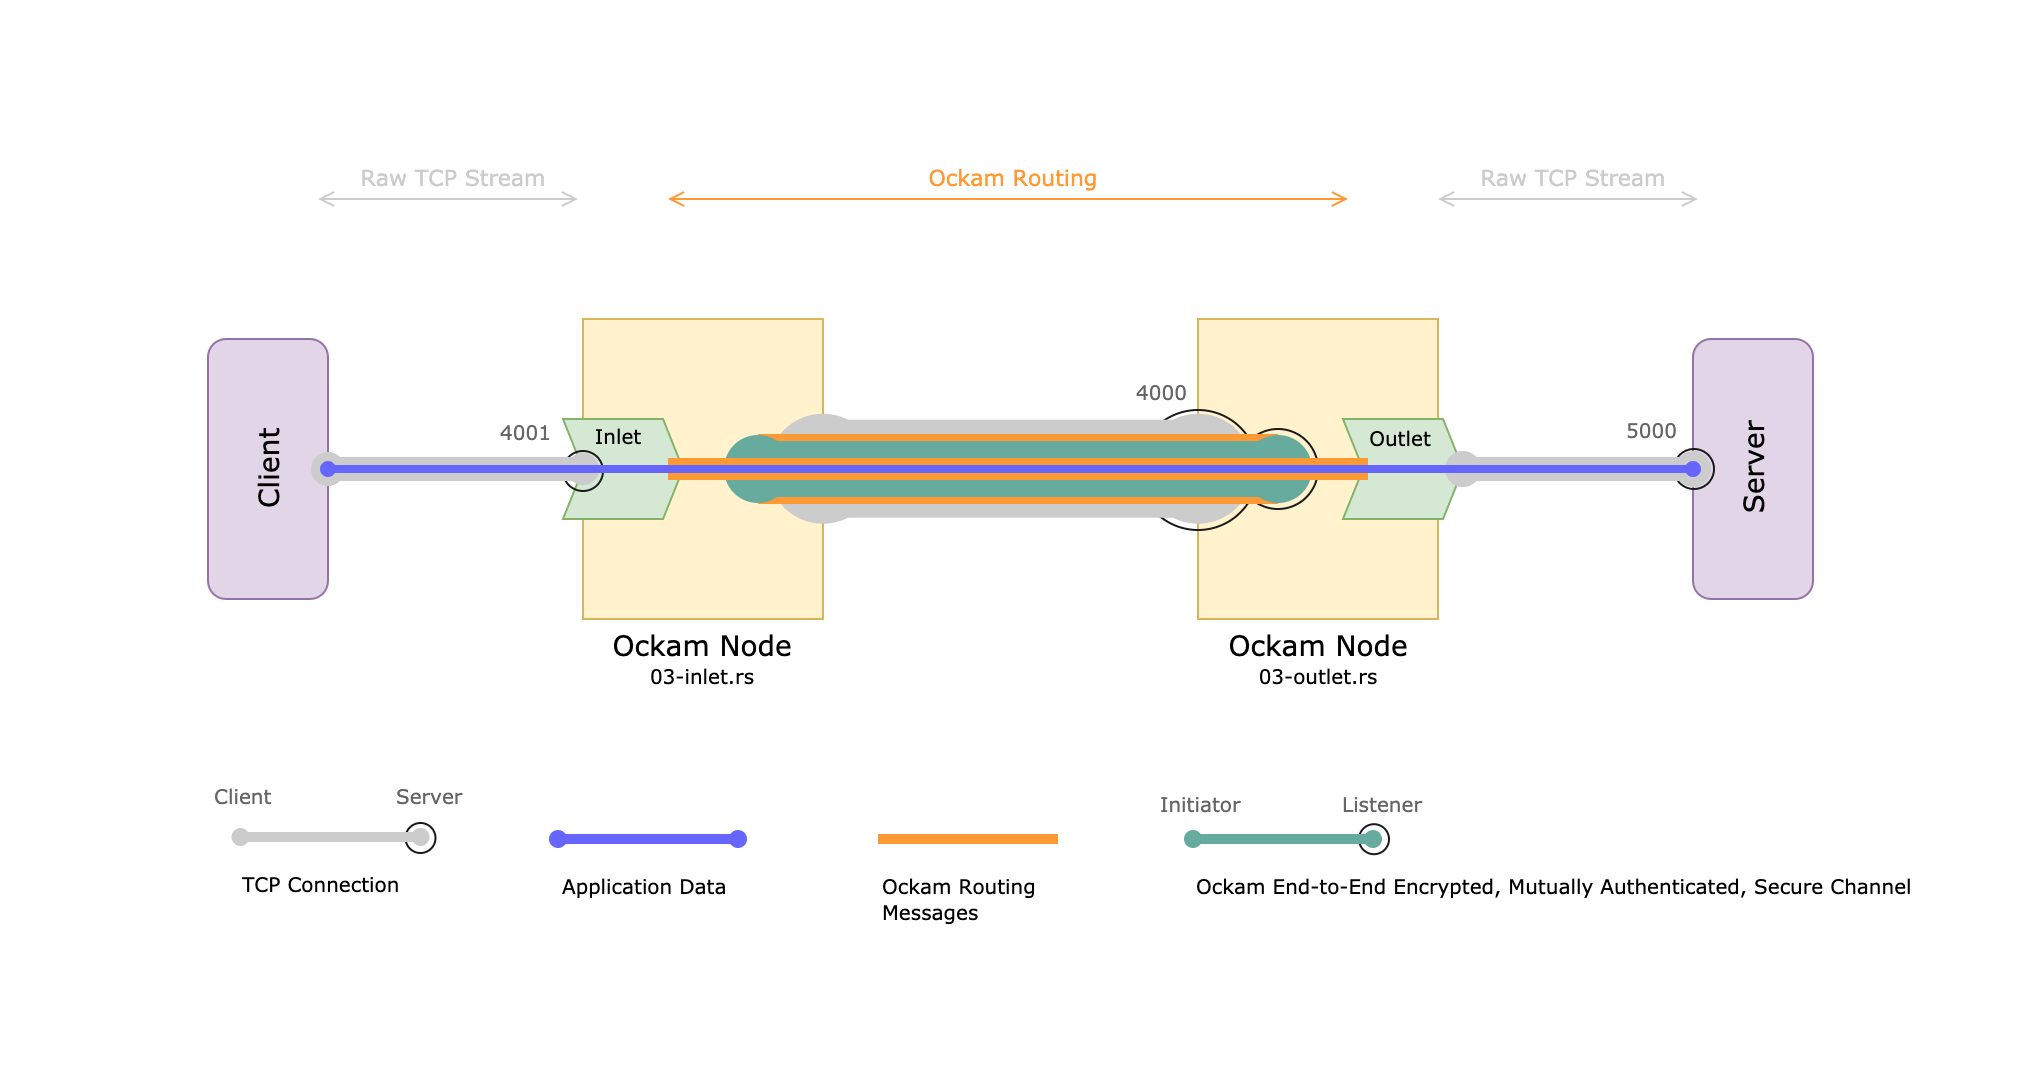 Raw TCP Stream
Ockam Routing
Raw TCP Stream
Client
4001
Inlet
4000
Outlet
5000
Server
Ockam Node
03-inlet.rs
Ockam Node
03-outlet.rs
Client
Server
TCP Connection
Application Data
Ockam Routing
Messages
Initiator
Listener
Ockam End-to-End Encrypted, Mutually Authenticated, Secure Channel